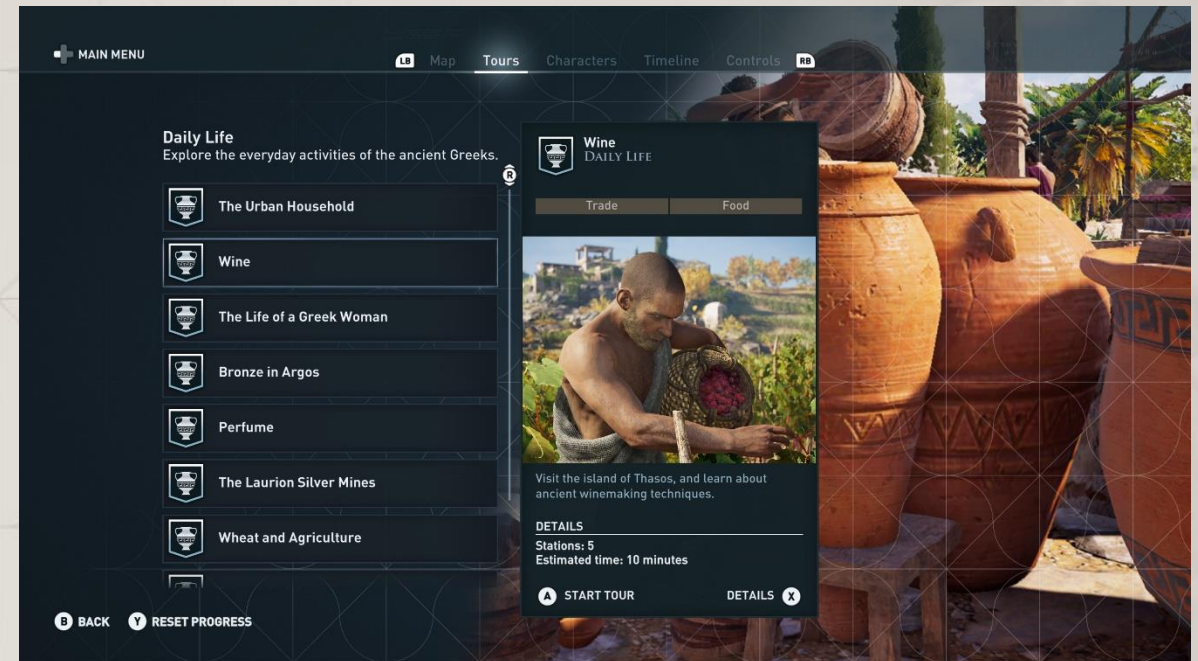 MAIN MENU
LB Map Tours Characters Timeline Controls RB
Daily Life
Explore the everyday activities of the ancient Greeks.
R
The Urban Household
Wine
The Life of a Greek Woman
Bronze in Argos
Perfume
The Laurion Silver Mines
Wheat and Agriculture
Wine
DAILY LIFE
Trade Food
Visit the island of Thasos, and learn about
ancient winemaking techniques.
DETAILS
Stations: 5
Estimated time: 10 minutes
A START TOUR DETAILS X
B BACK Y RESET PROGRESS